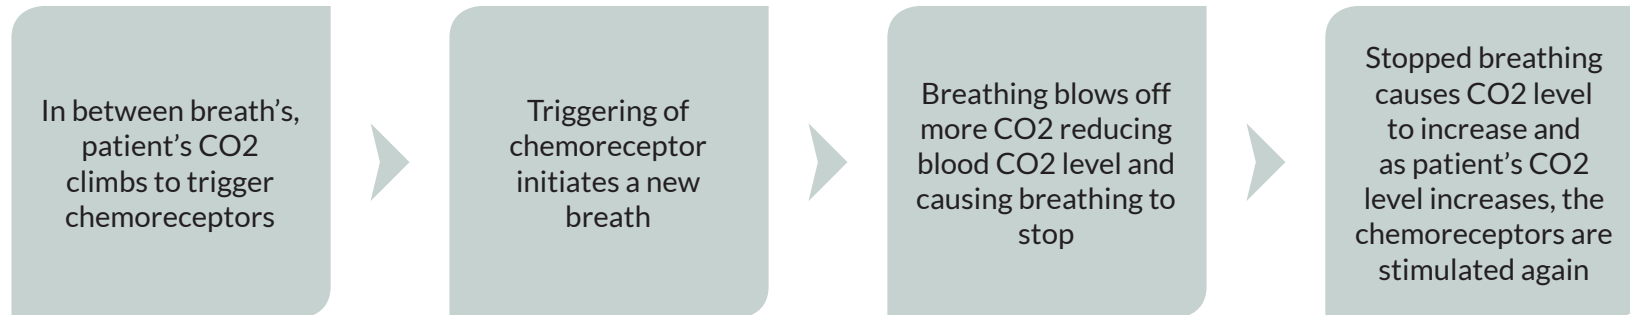 In between breath’s,
patient’s CO2
climbs to trigger
chemoreceptors
Triggering of
chemoreceptor
initiates a new
breath
Breathing blows off
more CO2 reducing
blood CO2 level and
causing breathing to
stop
Stopped breathing
causes CO2 level
to increase and
as patient’s CO2
level increases, the
chemoreceptors are
stimulated again